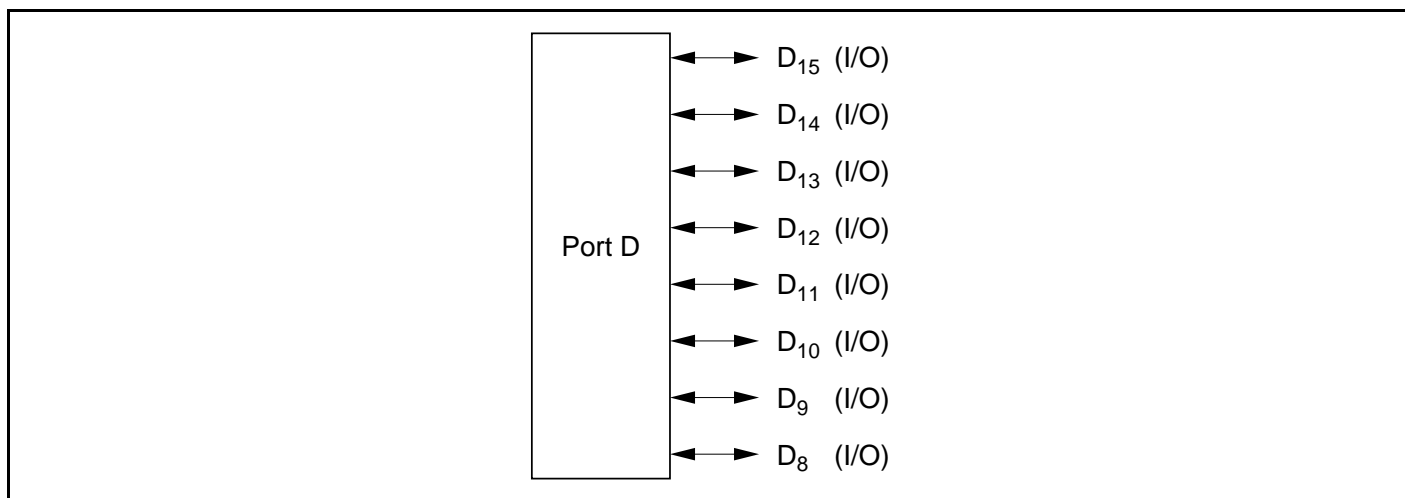 D15 (I/O)
D14 (I/O)
D13 (I/O)
D12 (I/O)
Port D
D11 (I/O)
D10 (I/O)
D9 (I/O)
D8 (I/O)